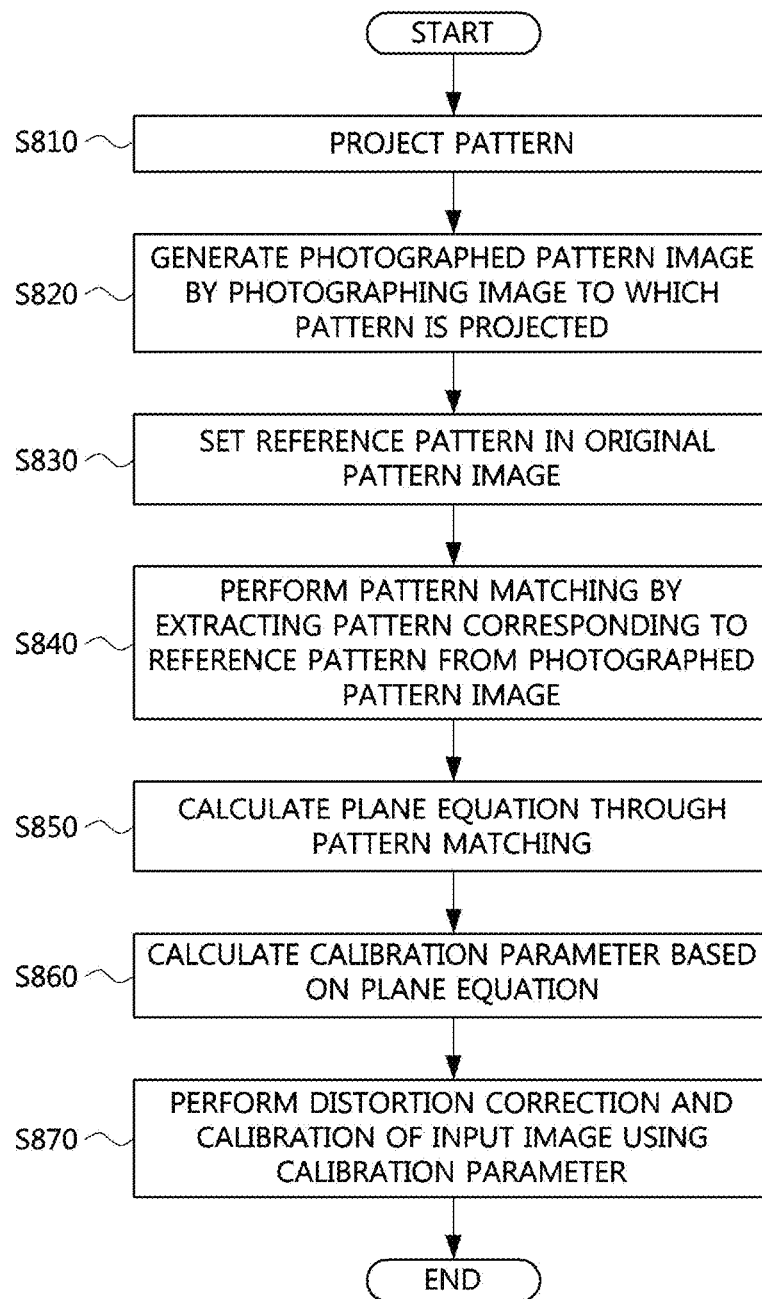 START
S810
PROJECT PATTERN
S820
GENERATE PHOTOGRAPHED PATTERN IMAGE
BY PHOTOGRAPHING IMAGE TO WHICH
PATTERN IS PROJECTED
S830
SET REFERENCE PATTERN IN ORIGINAL
PATTERN IMAGE
S840
PERFORM PATTERN MATCHING BY
EXTRACTING PATTERN CORRESPONDING TO
REFERENCE PATTERN FROM PHOTOGRAPHED
PATTERN IMAGE
S850
CALCULATE PLANE EQUATION THROUGH
PATTERN MATCHING
S860
CALCULATE CALIBRATION PARAMETER BASED
ON PLANE EQUATION
S870
PERFORM DISTORTION CORRECTION AND
CALIBRATION OF INPUT IMAGE USING
CALIBRATION PARAMETER
END